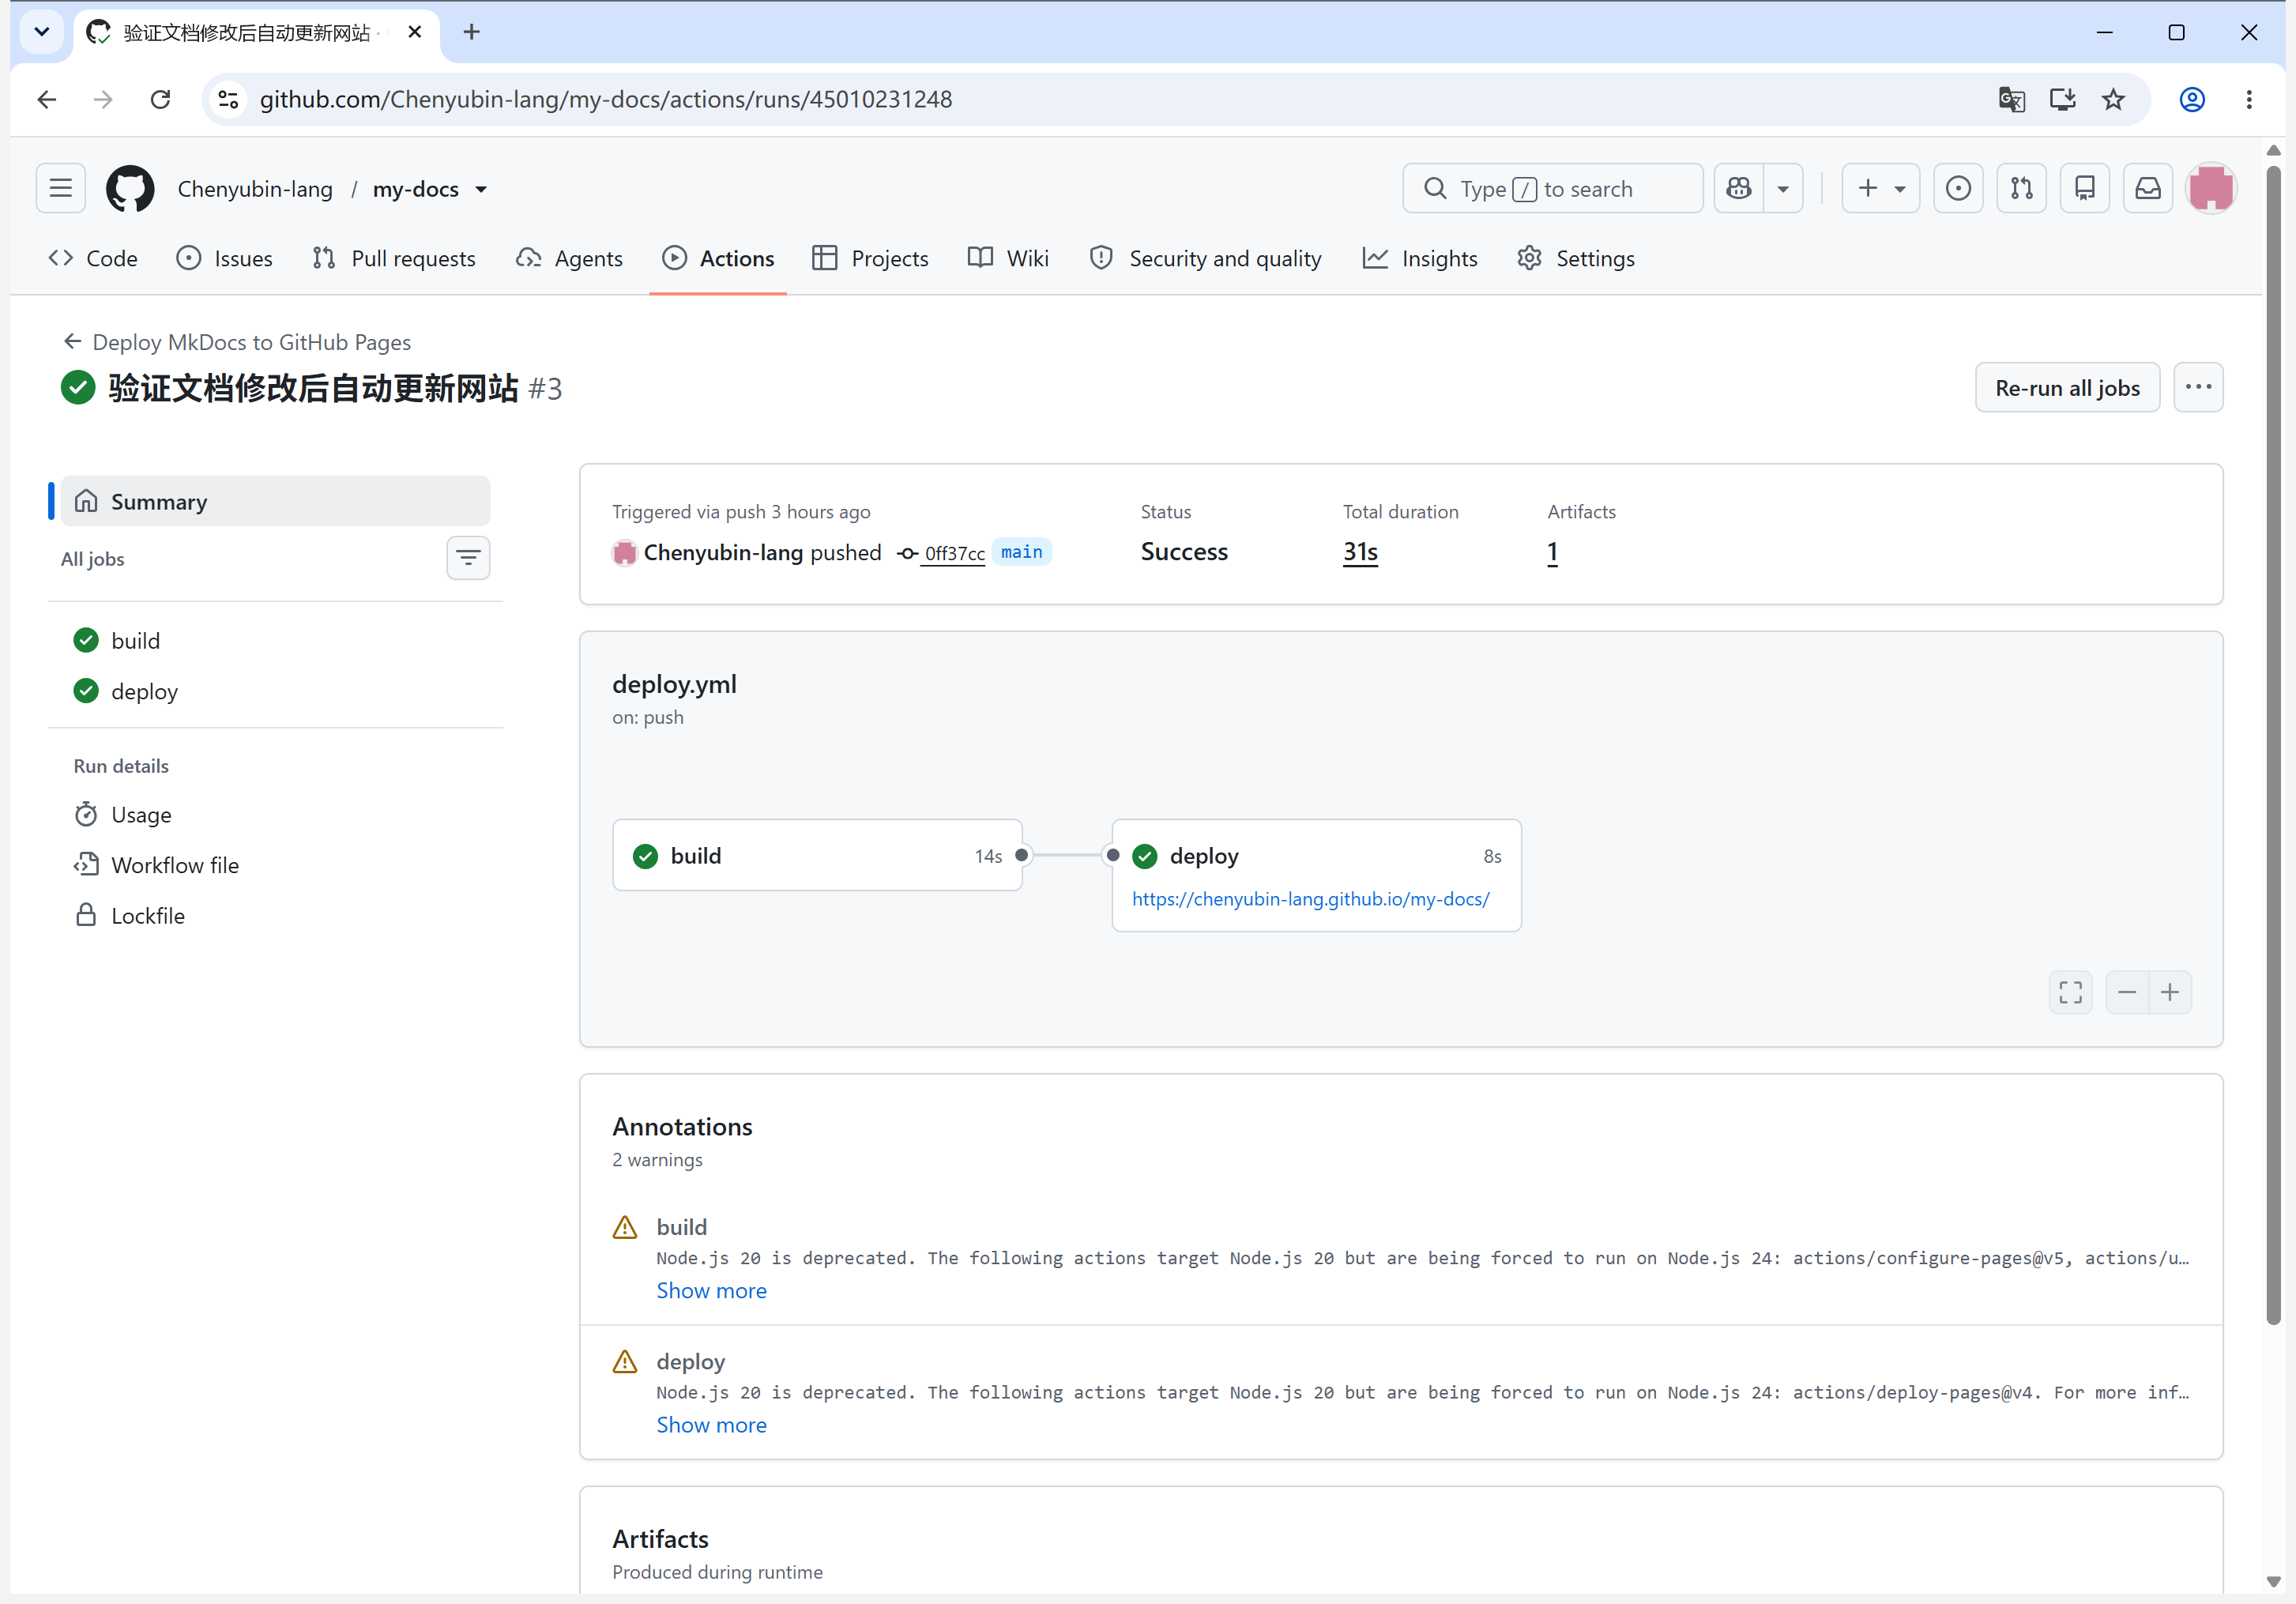 验证文档修改后自动更新网站 ·
github.com/Chenyubin-lang/my-docs/actions/runs/45010231248
Chenyubin-lang / my-docs
Type / to search
Code Issues Pull requests Agents Actions Projects Wiki Security and quality Insights Settings
Deploy MkDocs to GitHub Pages
验证文档修改后自动更新网站 #3
Re-run all jobs
Summary
All jobs
build
deploy
Run details
Usage
Workflow file
Lockfile
Triggered via push 3 hours ago
Chenyubin-lang pushed 0ff37cc main
Status
Success
Total duration
31s
Artifacts
1
deploy.yml
on: push
build 14s
deploy 8s
https://chenyubin-lang.github.io/my-docs/
Annotations
2 warnings
build
Node.js 20 is deprecated. The following actions target Node.js 20 but are being forced to run on Node.js 24: actions/configure-pages@v5, actions/u…
Show more
deploy
Node.js 20 is deprecated. The following actions target Node.js 20 but are being forced to run on Node.js 24: actions/deploy-pages@v4. For more inf…
Show more
Artifacts
Produced during runtime